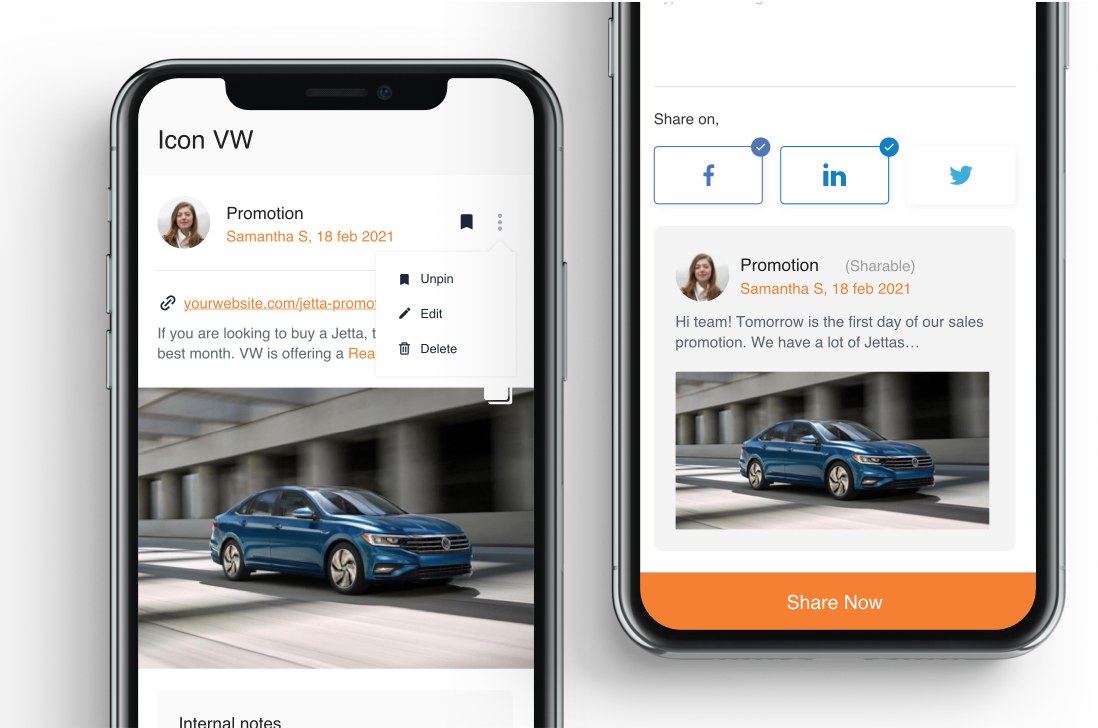 Icon VW
Promotion
Samantha S, 18 feb 2021
Unpin
Edit
Delete
yourwebsite.com/jetta-promo
If you are looking to buy a Jetta,
best month. VW is offering a Rea
Internal notes
Share on,
f
in
Promotion (Sharable)
Samantha S, 18 feb 2021
Hi team! Tomorrow is the first day of our sales
promotion. We have a lot of Jettas…
Share Now